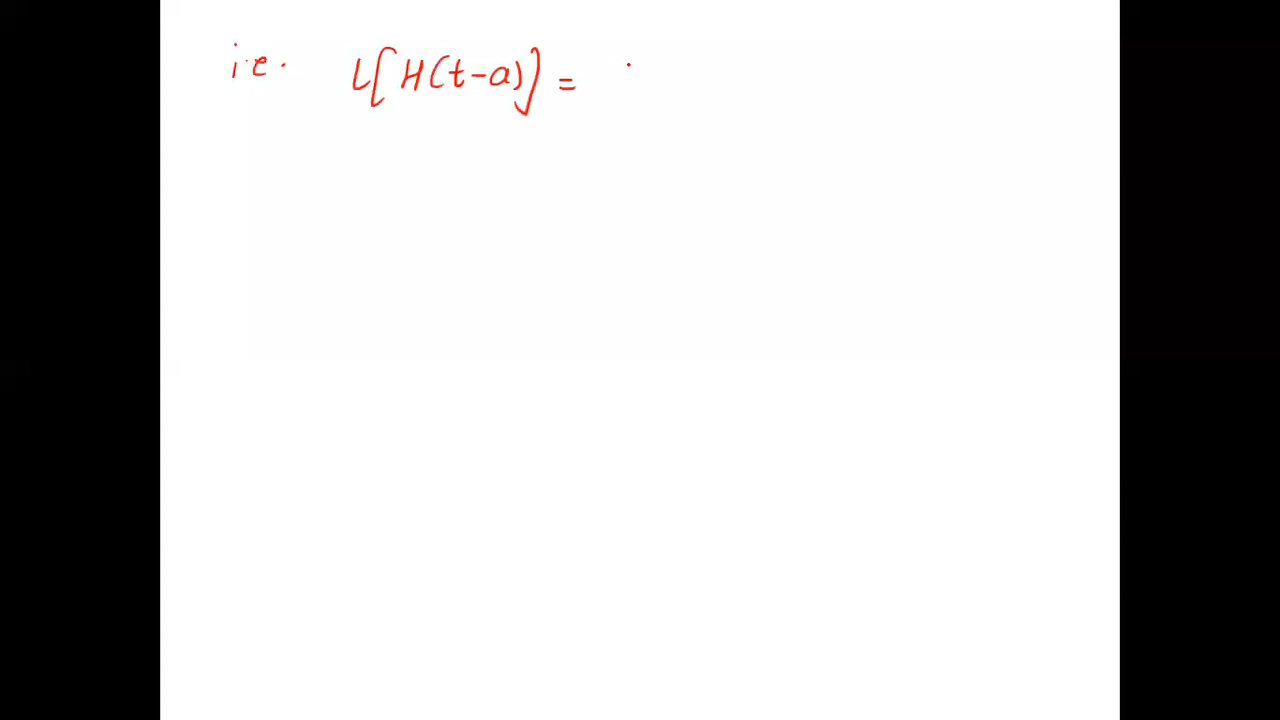 i.e. L[H(t-a)] =